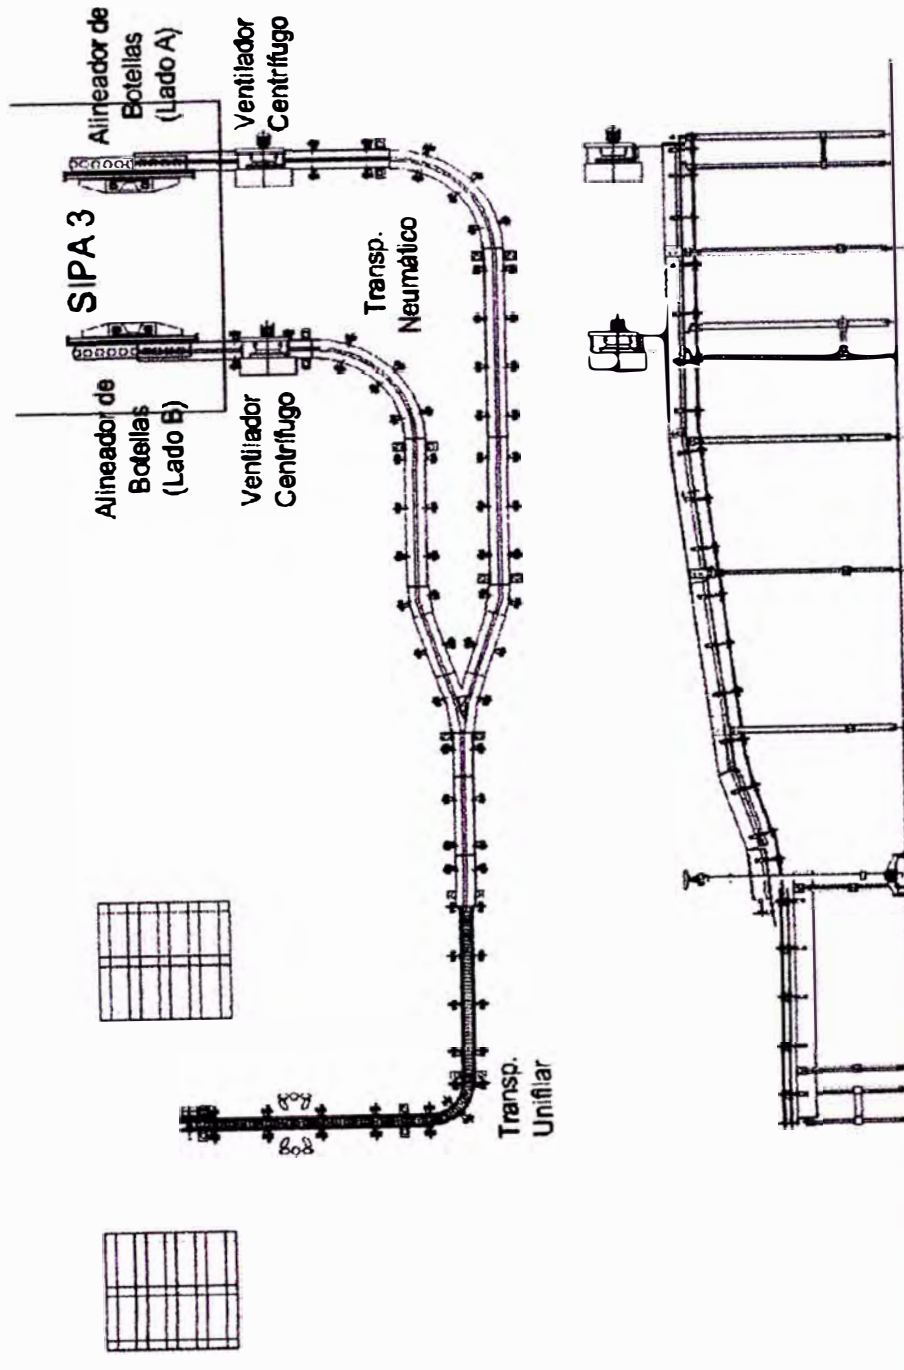 Alineador de
Botellas
(Lado A)
Ventilador
Centrífugo
SIPA 3
Transp.
Neumático
Alineador de
Botellas
(Lado B)
Ventilador
Centrífugo
Transp.
Unifilar